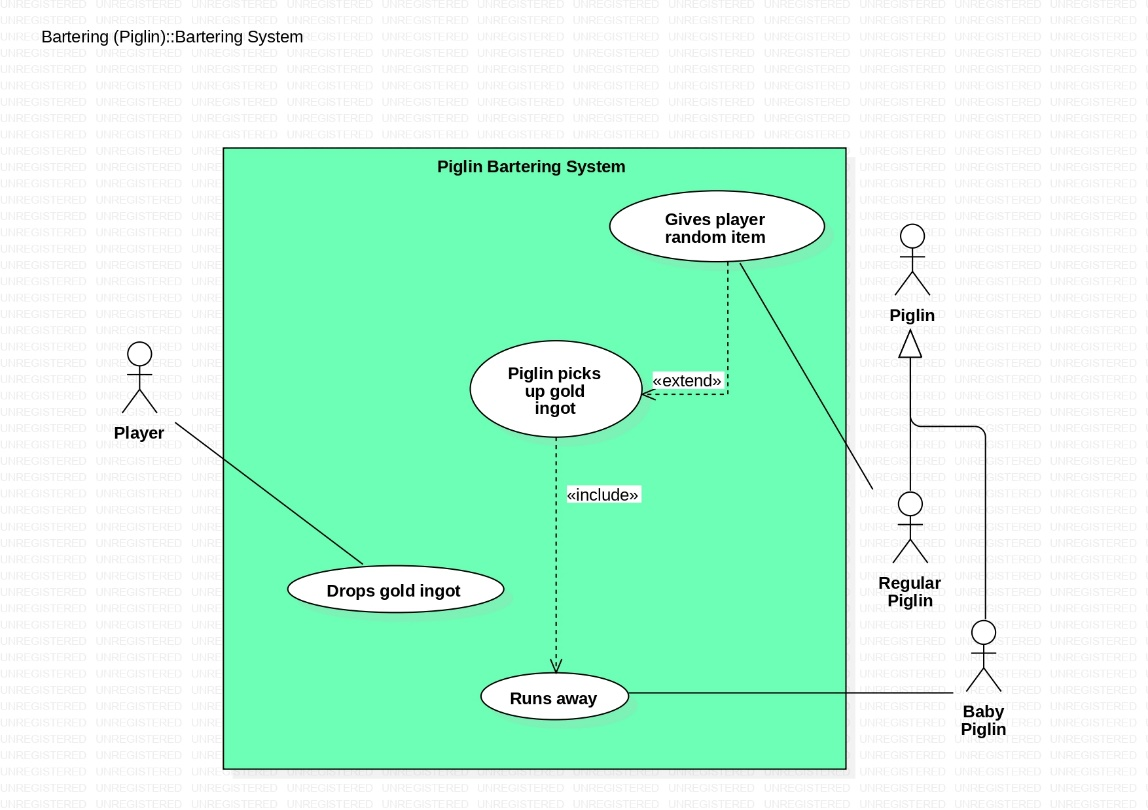 Bartering (Piglin)::Bartering System
Piglin Bartering System
Gives player
random item
Piglin
Piglin picks
up gold
ingot
«extend»
Player
«include»
Drops gold ingot
Regular
Piglin
Runs away
Baby
Piglin
UNREGISTERED